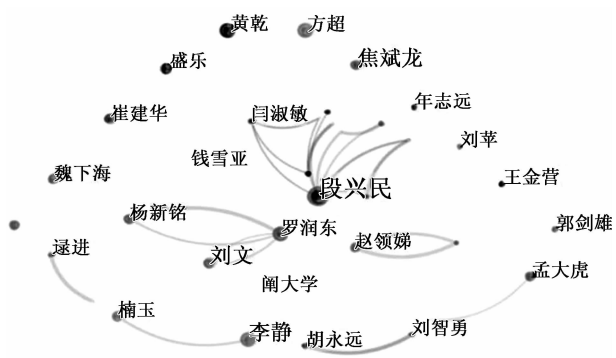 黄乾
方超
盛乐
焦斌龙
崔建华
闫淑敏
年志远
钱雪亚
刘苹
魏下海
段兴民
王金营
杨新铭
罗润东
郭剑雄
逯进
刘文
赵领娣
孟大虎
阐大学
楠玉
李静
胡永远
刘智勇